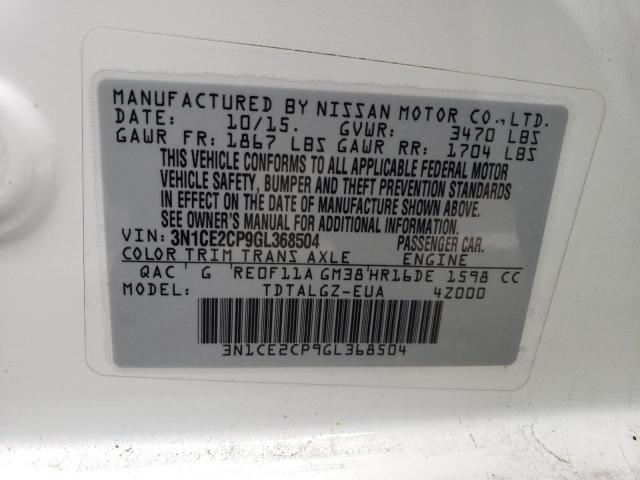 MANUFACTURED BY NISSAN MOTOR CO., LTD.
DATE: 10/15. GVWR: 3470 LBS
GAWR FR: 1867 LBS GAWR RR: 1704 LBS
THIS VEHICLE CONFORMS TO ALL APPLICABLE FEDERAL MOTOR
VEHICLE SAFETY, BUMPER AND THEFT PREVENTION STANDARDS
IN EFFECT ON THE DATE OF MANUFACTURE SHOWN ABOVE.
SEE OWNER'S MANUAL FOR ADDITIONAL INFORMATION.
VIN: 3N1CE2CP9GL368504 PASSENGER CAR.
COLOR TRIM TRANS AXLE ENGINE
QAC G RE0F11A GM38 HR16DE 1598 CC
MODEL: TDTALGZ-EUA 4Z000
3N1CE2CP9GL368504